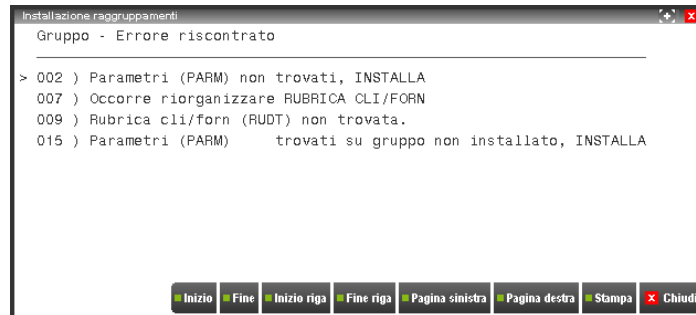 Installazione raggruppamenti
Gruppo - Errore riscontrato
> 002 ) Parametri (PARM) non trovati, INSTALLA
007 ) Occorre riorganizzare RUBRICA CLI/FORN
009 ) Rubrica cli/forn (RUDT) non trovata.
015 ) Parametri (PARM) trovati su gruppo non installato, INSTALLA
Inizio Fine Inizio riga Fine riga Pagina sinistra Pagina destra Stampa Chiudi